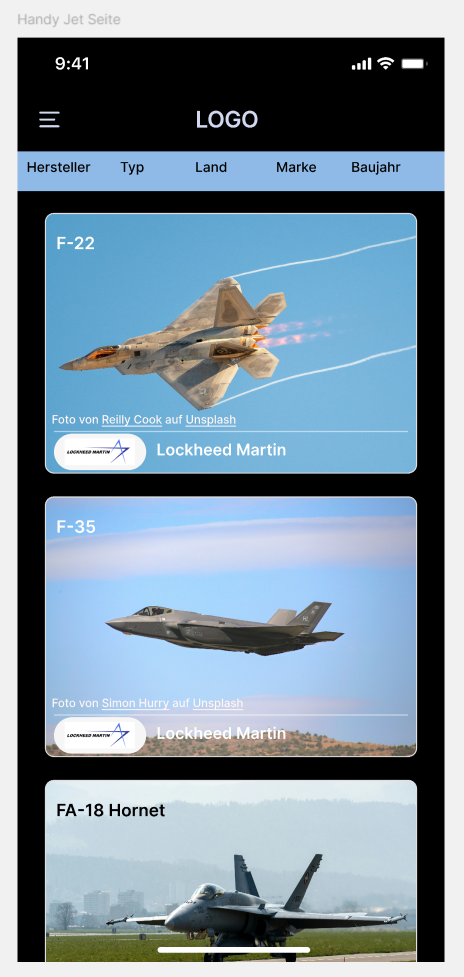 Handy Jet Seite
9:41
LOGO
Hersteller Typ Land Marke Baujahr
F-22
Foto von Reilly Cook auf Unsplash
LOCKHEED MARTIN Lockheed Martin
F-35
Foto von Simon Hurry auf Unsplash
LOCKHEED MARTIN Lockheed Martin
FA-18 Hornet